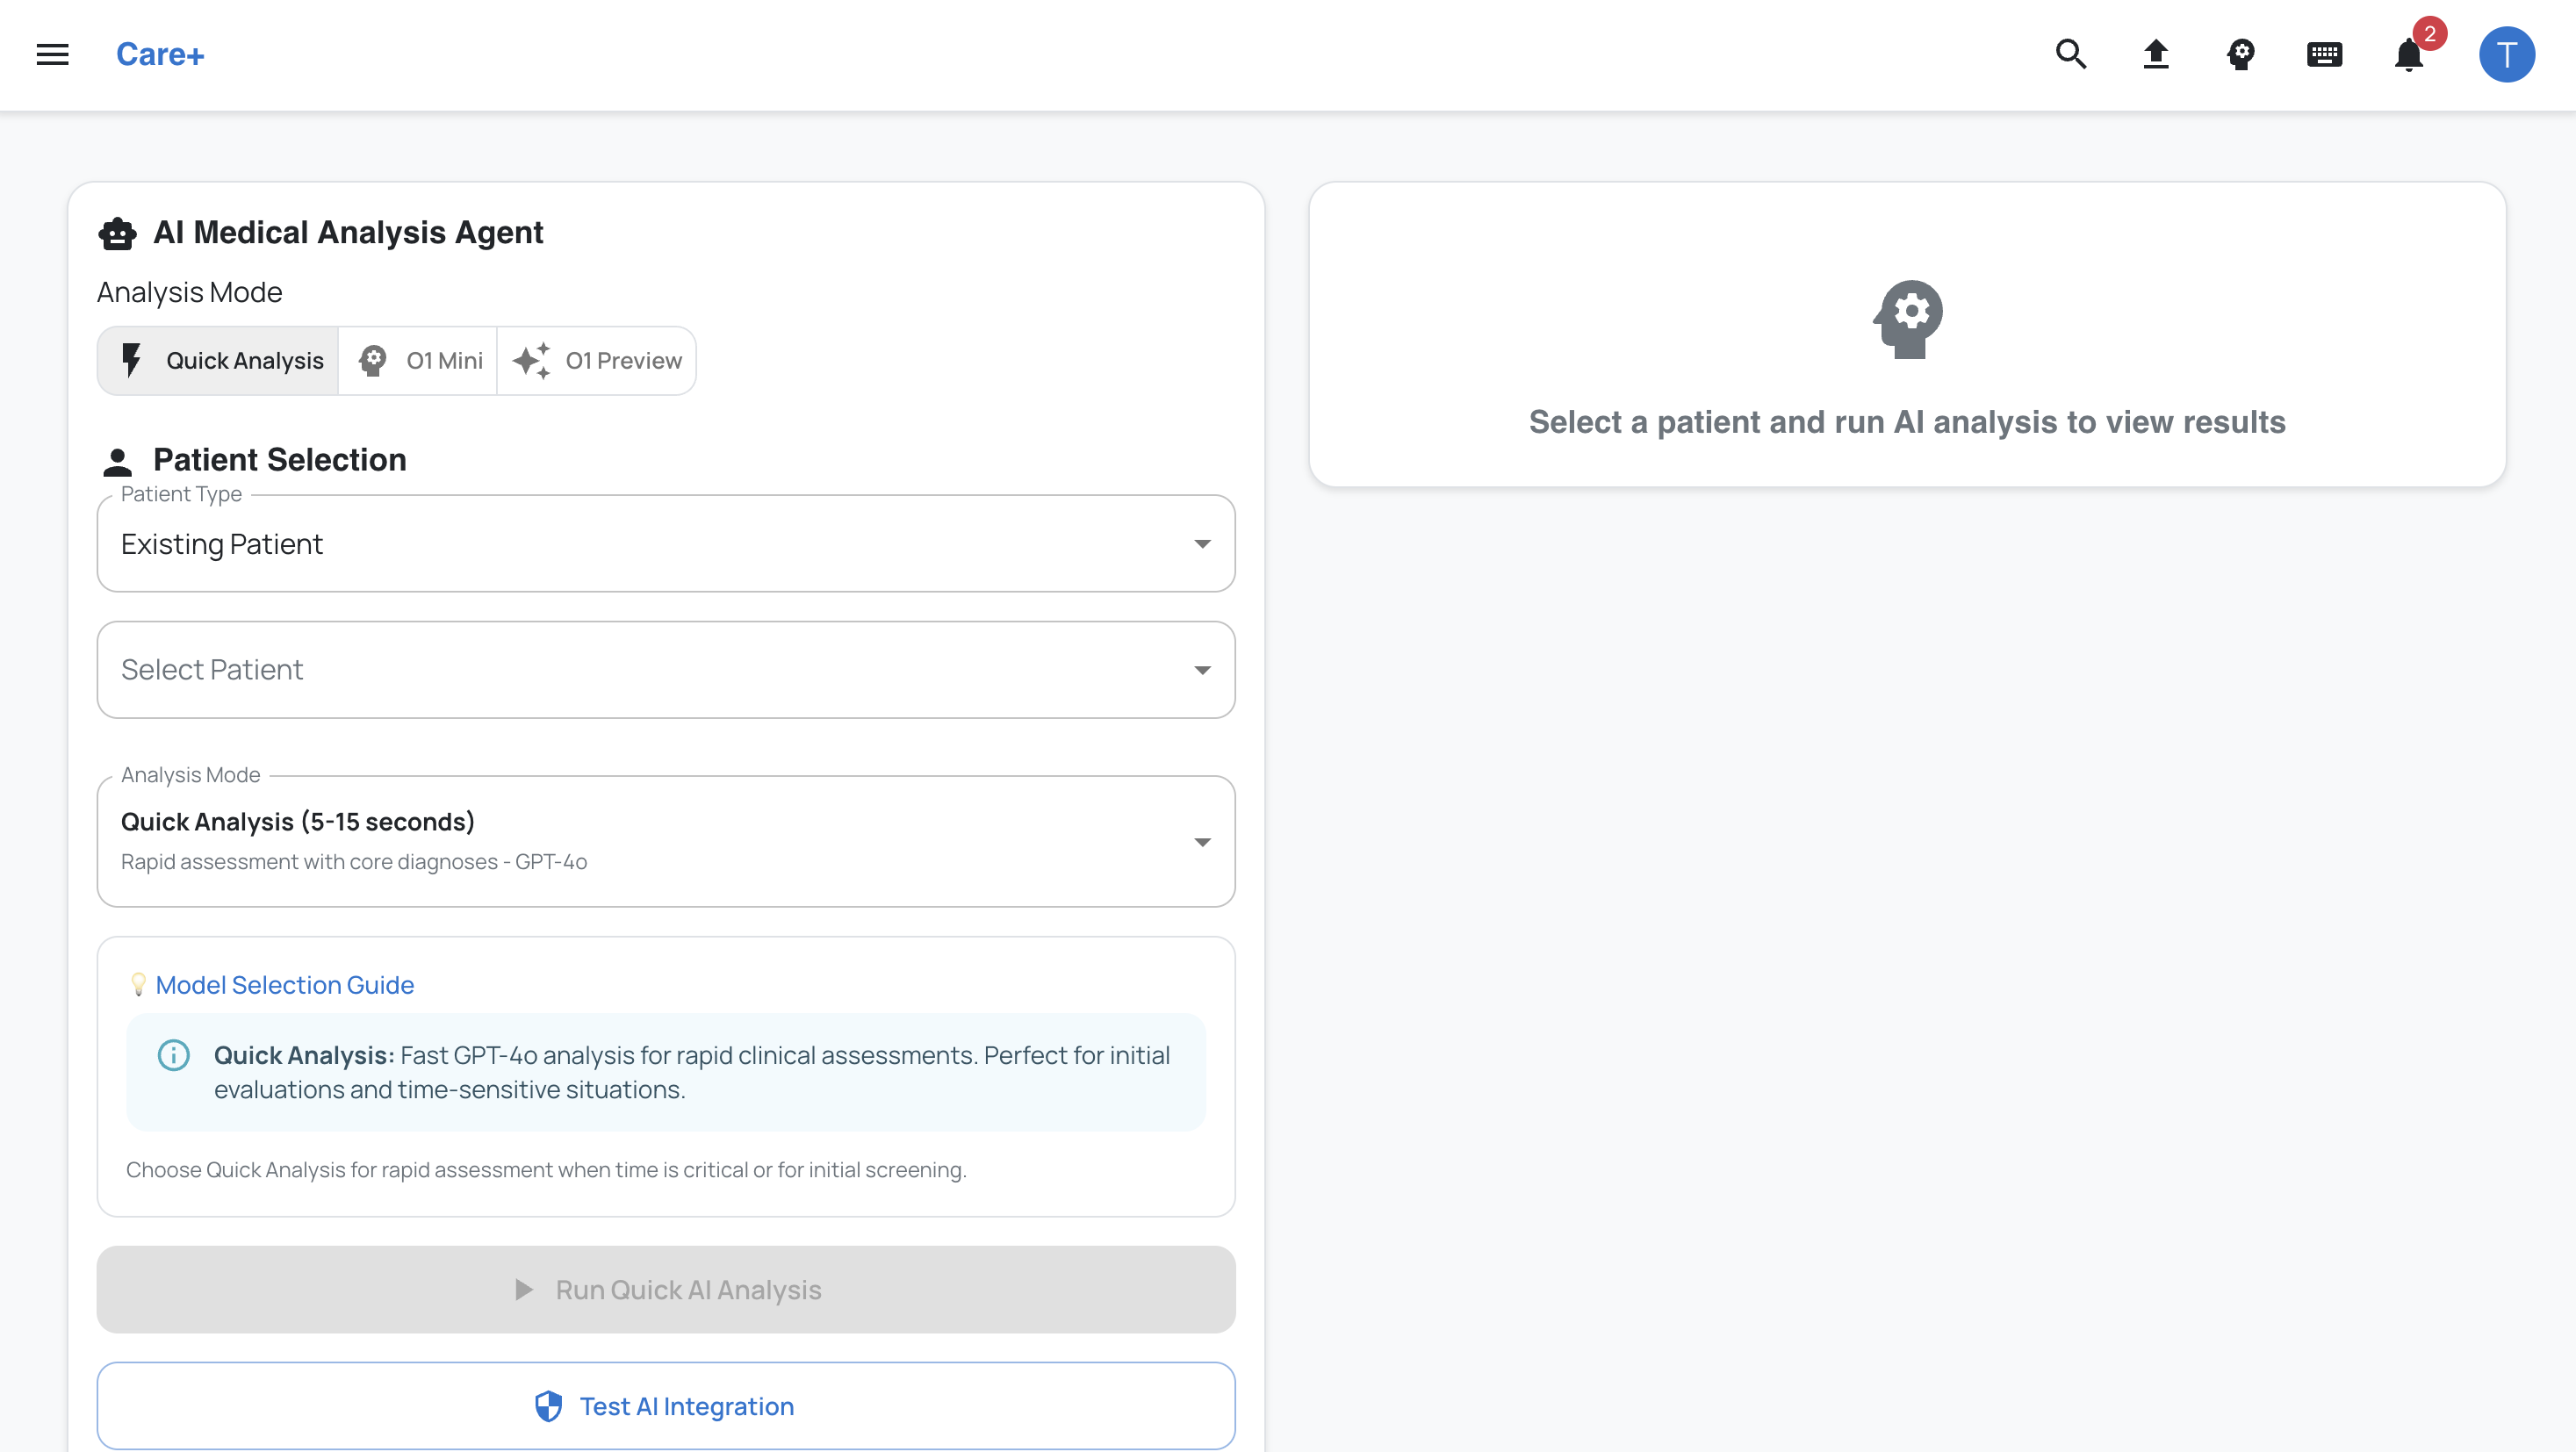 Care+
2
T
AI Medical Analysis Agent
Analysis Mode
Quick Analysis
O1 Mini
O1 Preview
Patient Selection
Patient Type
Existing Patient
Select Patient
Analysis Mode
Quick Analysis (5-15 seconds)
Rapid assessment with core diagnoses - GPT-4o
Model Selection Guide
Quick Analysis: Fast GPT-4o analysis for rapid clinical assessments. Perfect for initial
evaluations and time-sensitive situations.
Choose Quick Analysis for rapid assessment when time is critical or for initial screening.
Run Quick AI Analysis
Test AI Integration
Select a patient and run AI analysis to view results